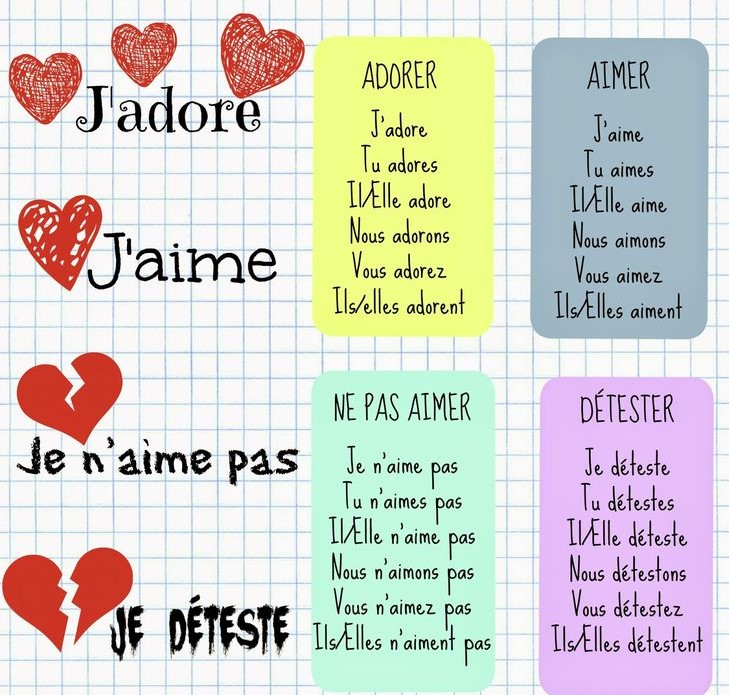 J'adore
J'aime
Je n'aime pas
JE DÉTESTE
ADORER
J'adore
Tu adores
Il/Elle adore
Nous adorons
Vous adorez
Ils/elles adorent
AIMER
J'aime
Tu aimes
Il/Elle aime
Nous aimons
Vous aimez
Ils/Elles aiment
NE PAS AIMER
Je n'aime pas
Tu n'aimes pas
Il/Elle n'aime pas
Nous n'aimons pas
Vous n'aimez pas
Ils/Elles n'aiment pas
DÉTESTER
Je déteste
Tu détestes
Il/Elle déteste
Nous détestons
Vous détestez
Ils/Elles détestent